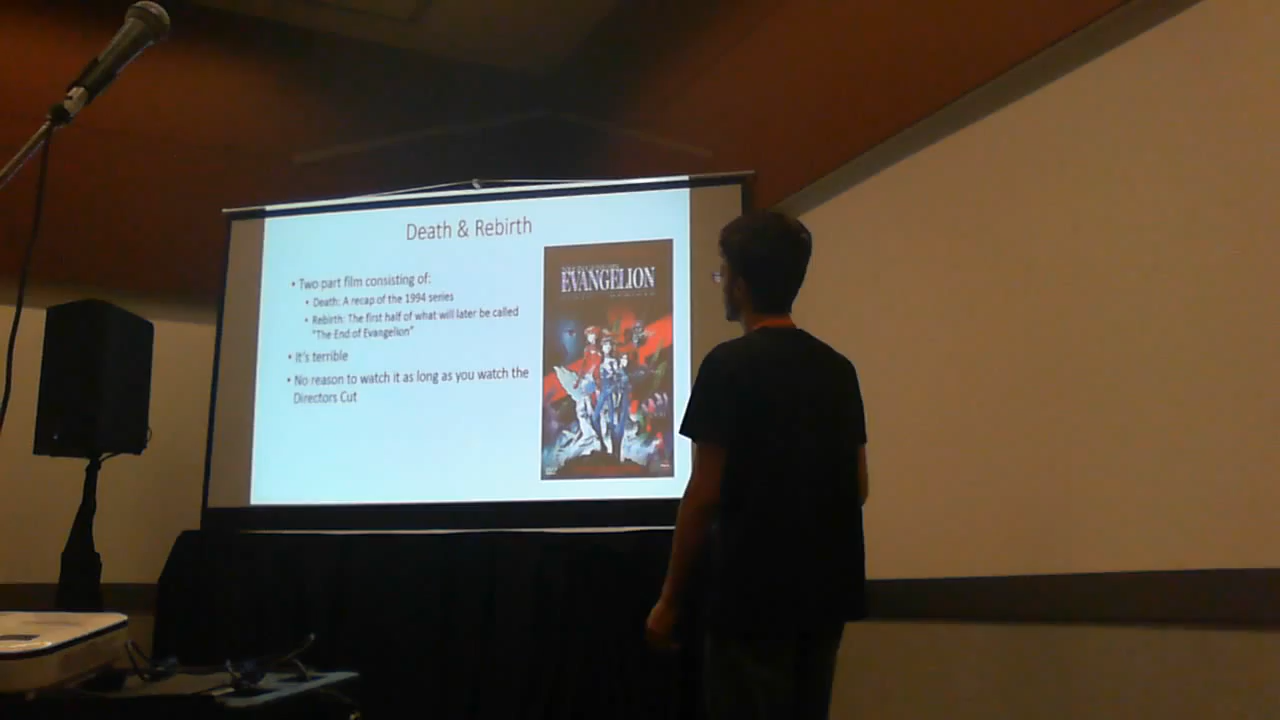 Death & Rebirth
• Two part film consisting of:
• Death: A recap of the 1994 series
• Rebirth: The first half of what will later be called
"The End of Evangelion"
• It's terrible
• No reason to watch it as long as you watch the
Directors Cut
EVANGELION